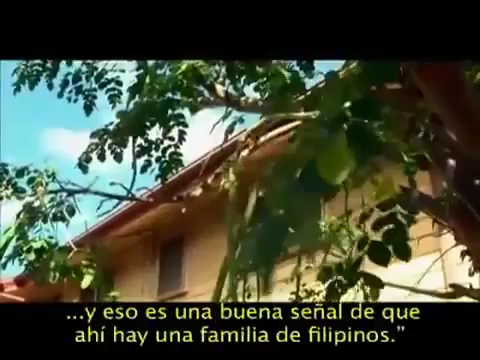 ...y eso es una buena señal de que
ahí hay una familia de filipinos.”